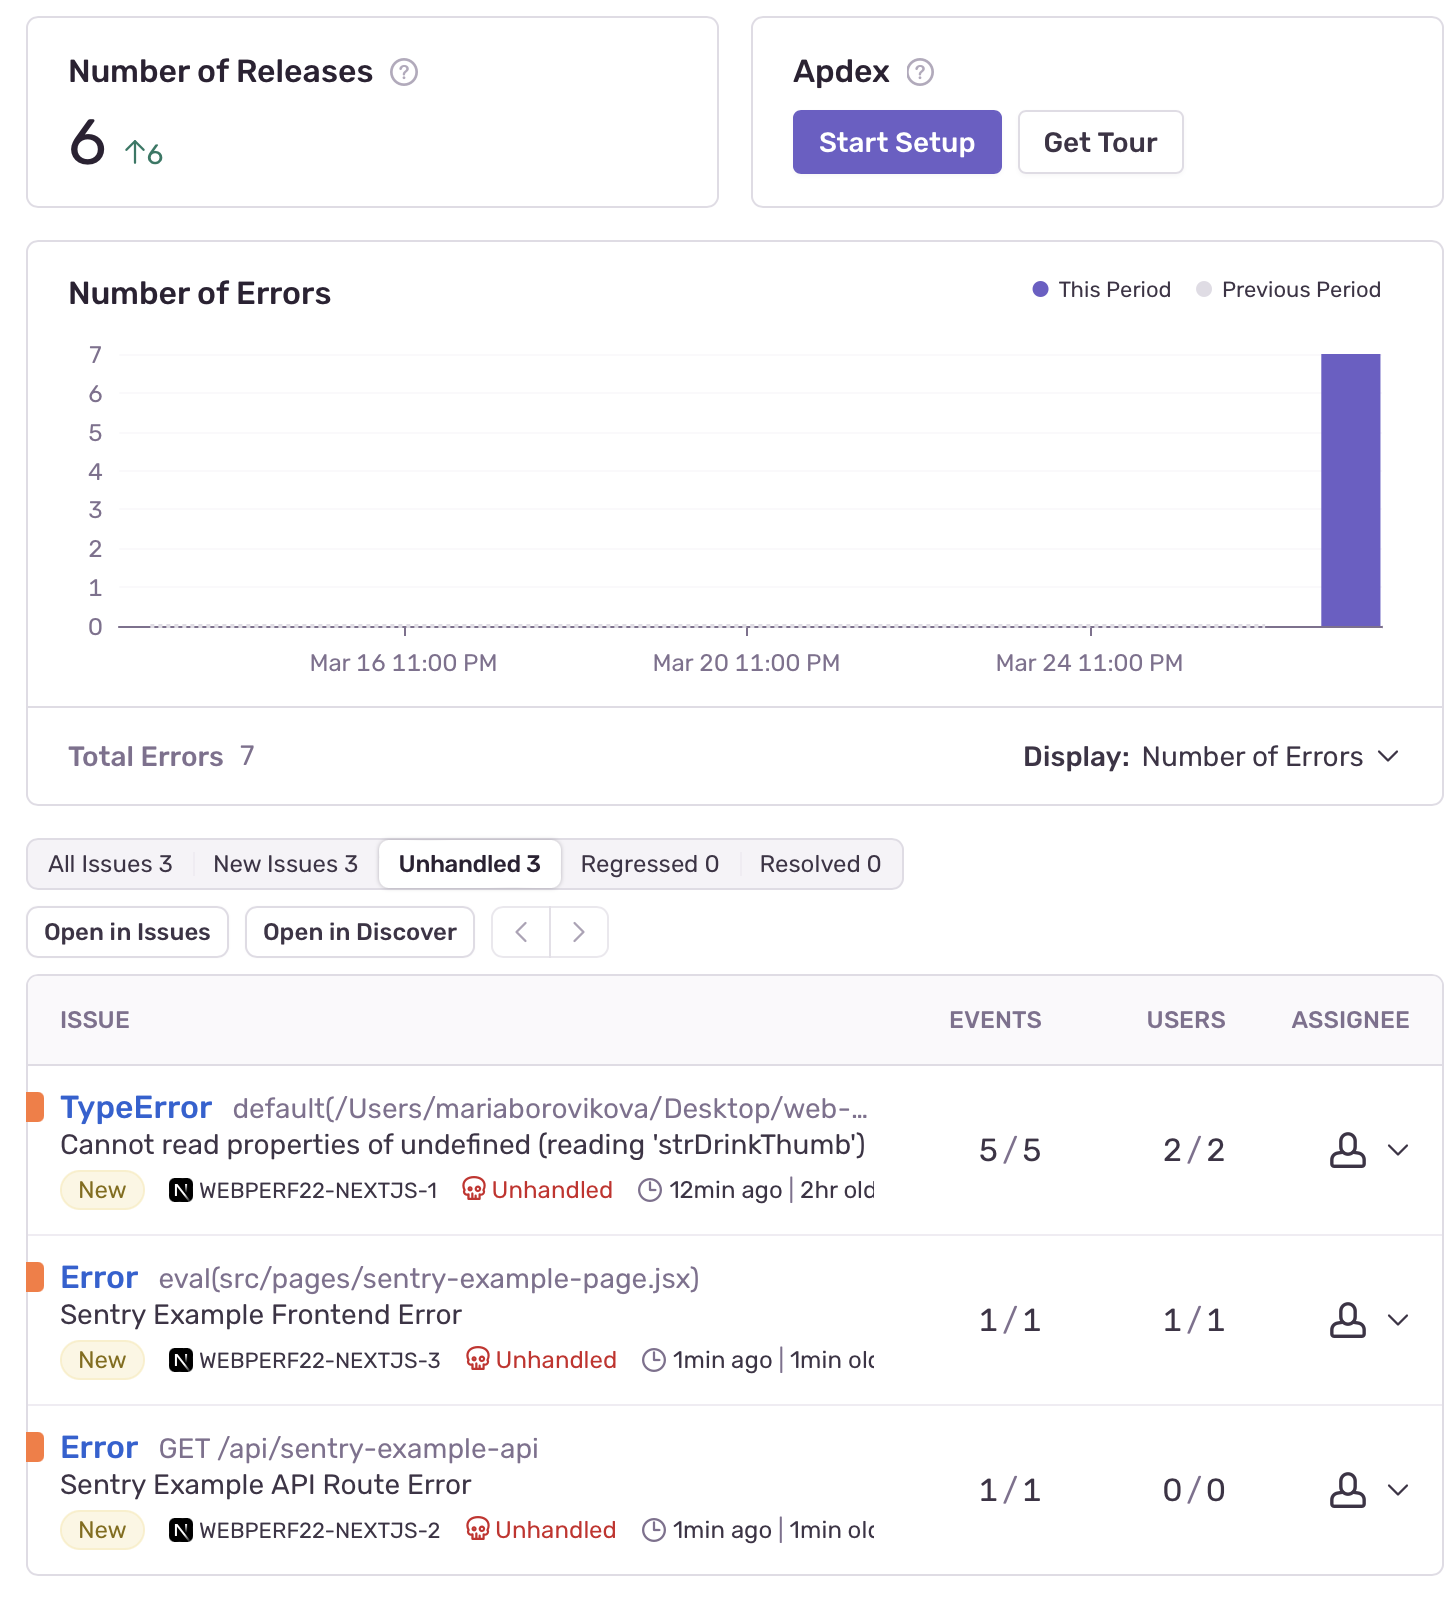 Number of Releases ?
6 ↑6
Apdex ?
Start Setup Get Tour
Number of Errors
This Period Previous Period
7
6
5
4
3
2
1
0
Mar 16 11:00 PM Mar 20 11:00 PM Mar 24 11:00 PM
Total Errors 7
Display: Number of Errors
All Issues 3 New Issues 3 Unhandled 3 Regressed 0 Resolved 0
Open in Issues Open in Discover
ISSUE EVENTS USERS ASSIGNEE
TypeError default(/Users/mariaborovikova/Desktop/web-…
Cannot read properties of undefined (reading 'strDrinkThumb')
5/5 2/2
New N WEBPERF22-NEXTJS-1 Unhandled 12min ago | 2hr old
Error eval(src/pages/sentry-example-page.jsx)
Sentry Example Frontend Error
1/1 1/1
New N WEBPERF22-NEXTJS-3 Unhandled 1min ago | 1min old
Error GET /api/sentry-example-api
Sentry Example API Route Error
1/1 0/0
New N WEBPERF22-NEXTJS-2 Unhandled 1min ago | 1min old